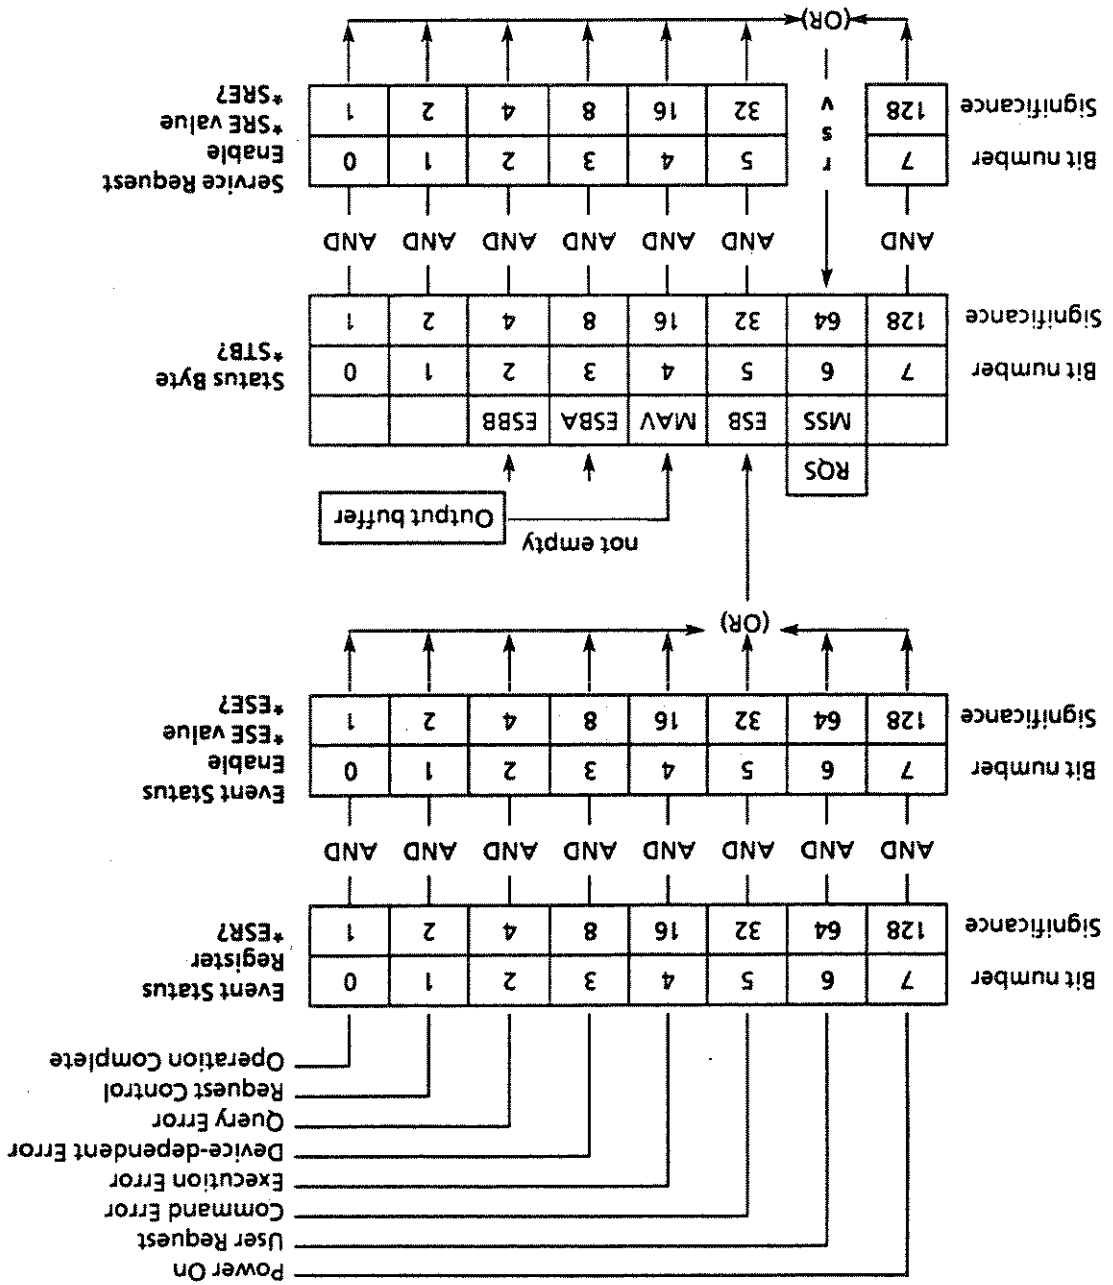 Power On
User Request
Command Error
Execution Error
Device-dependent Error
Query Error
Request Control
Operation Complete
Bit number 7 6 5 4 3 2 1 0 Event Status
Register
Significance 128 64 32 16 8 4 2 1 *ESR?
AND AND AND AND AND AND AND AND
Bit number 7 6 5 4 3 2 1 0 Event Status
Enable
Significance 128 64 32 16 8 4 2 1 *ESE value
*ESE?
(OR)
not empty
Output buffer
RQS
MSS ESB MAV ESBA ESBB
Bit number 7 6 5 4 3 2 1 0 Status Byte
Significance 128 64 32 16 8 4 2 1 *STB?
AND AND AND AND AND AND AND
Bit number 7 r 5 4 3 2 1 0 Service Request
s Enable
Significance 128 v 32 16 8 4 2 1 *SRE value
*SRE?
(OR)